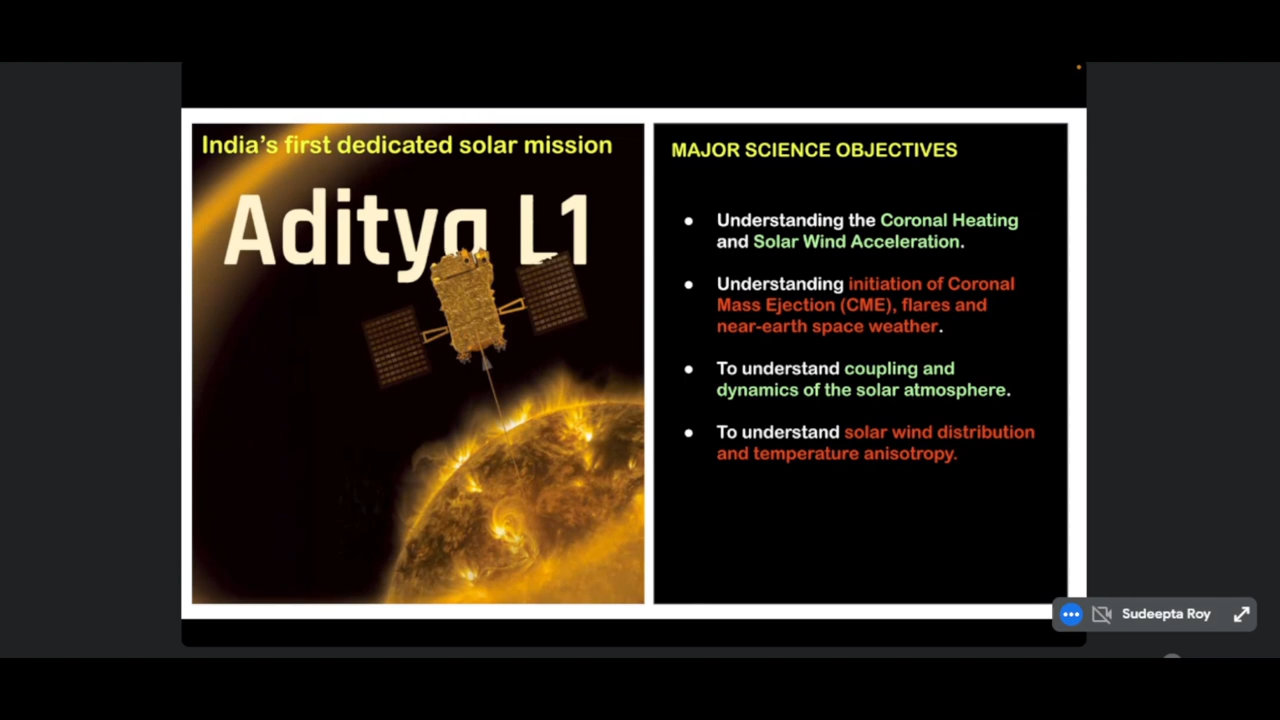 India's first dedicated solar mission
Aditya L1
MAJOR SCIENCE OBJECTIVES
● Understanding the Coronal Heating
and Solar Wind Acceleration.
● Understanding initiation of Coronal
Mass Ejection (CME), flares and
near-earth space weather.
● To understand coupling and
dynamics of the solar atmosphere.
● To understand solar wind distribution
and temperature anisotropy.
Sudeepta Roy